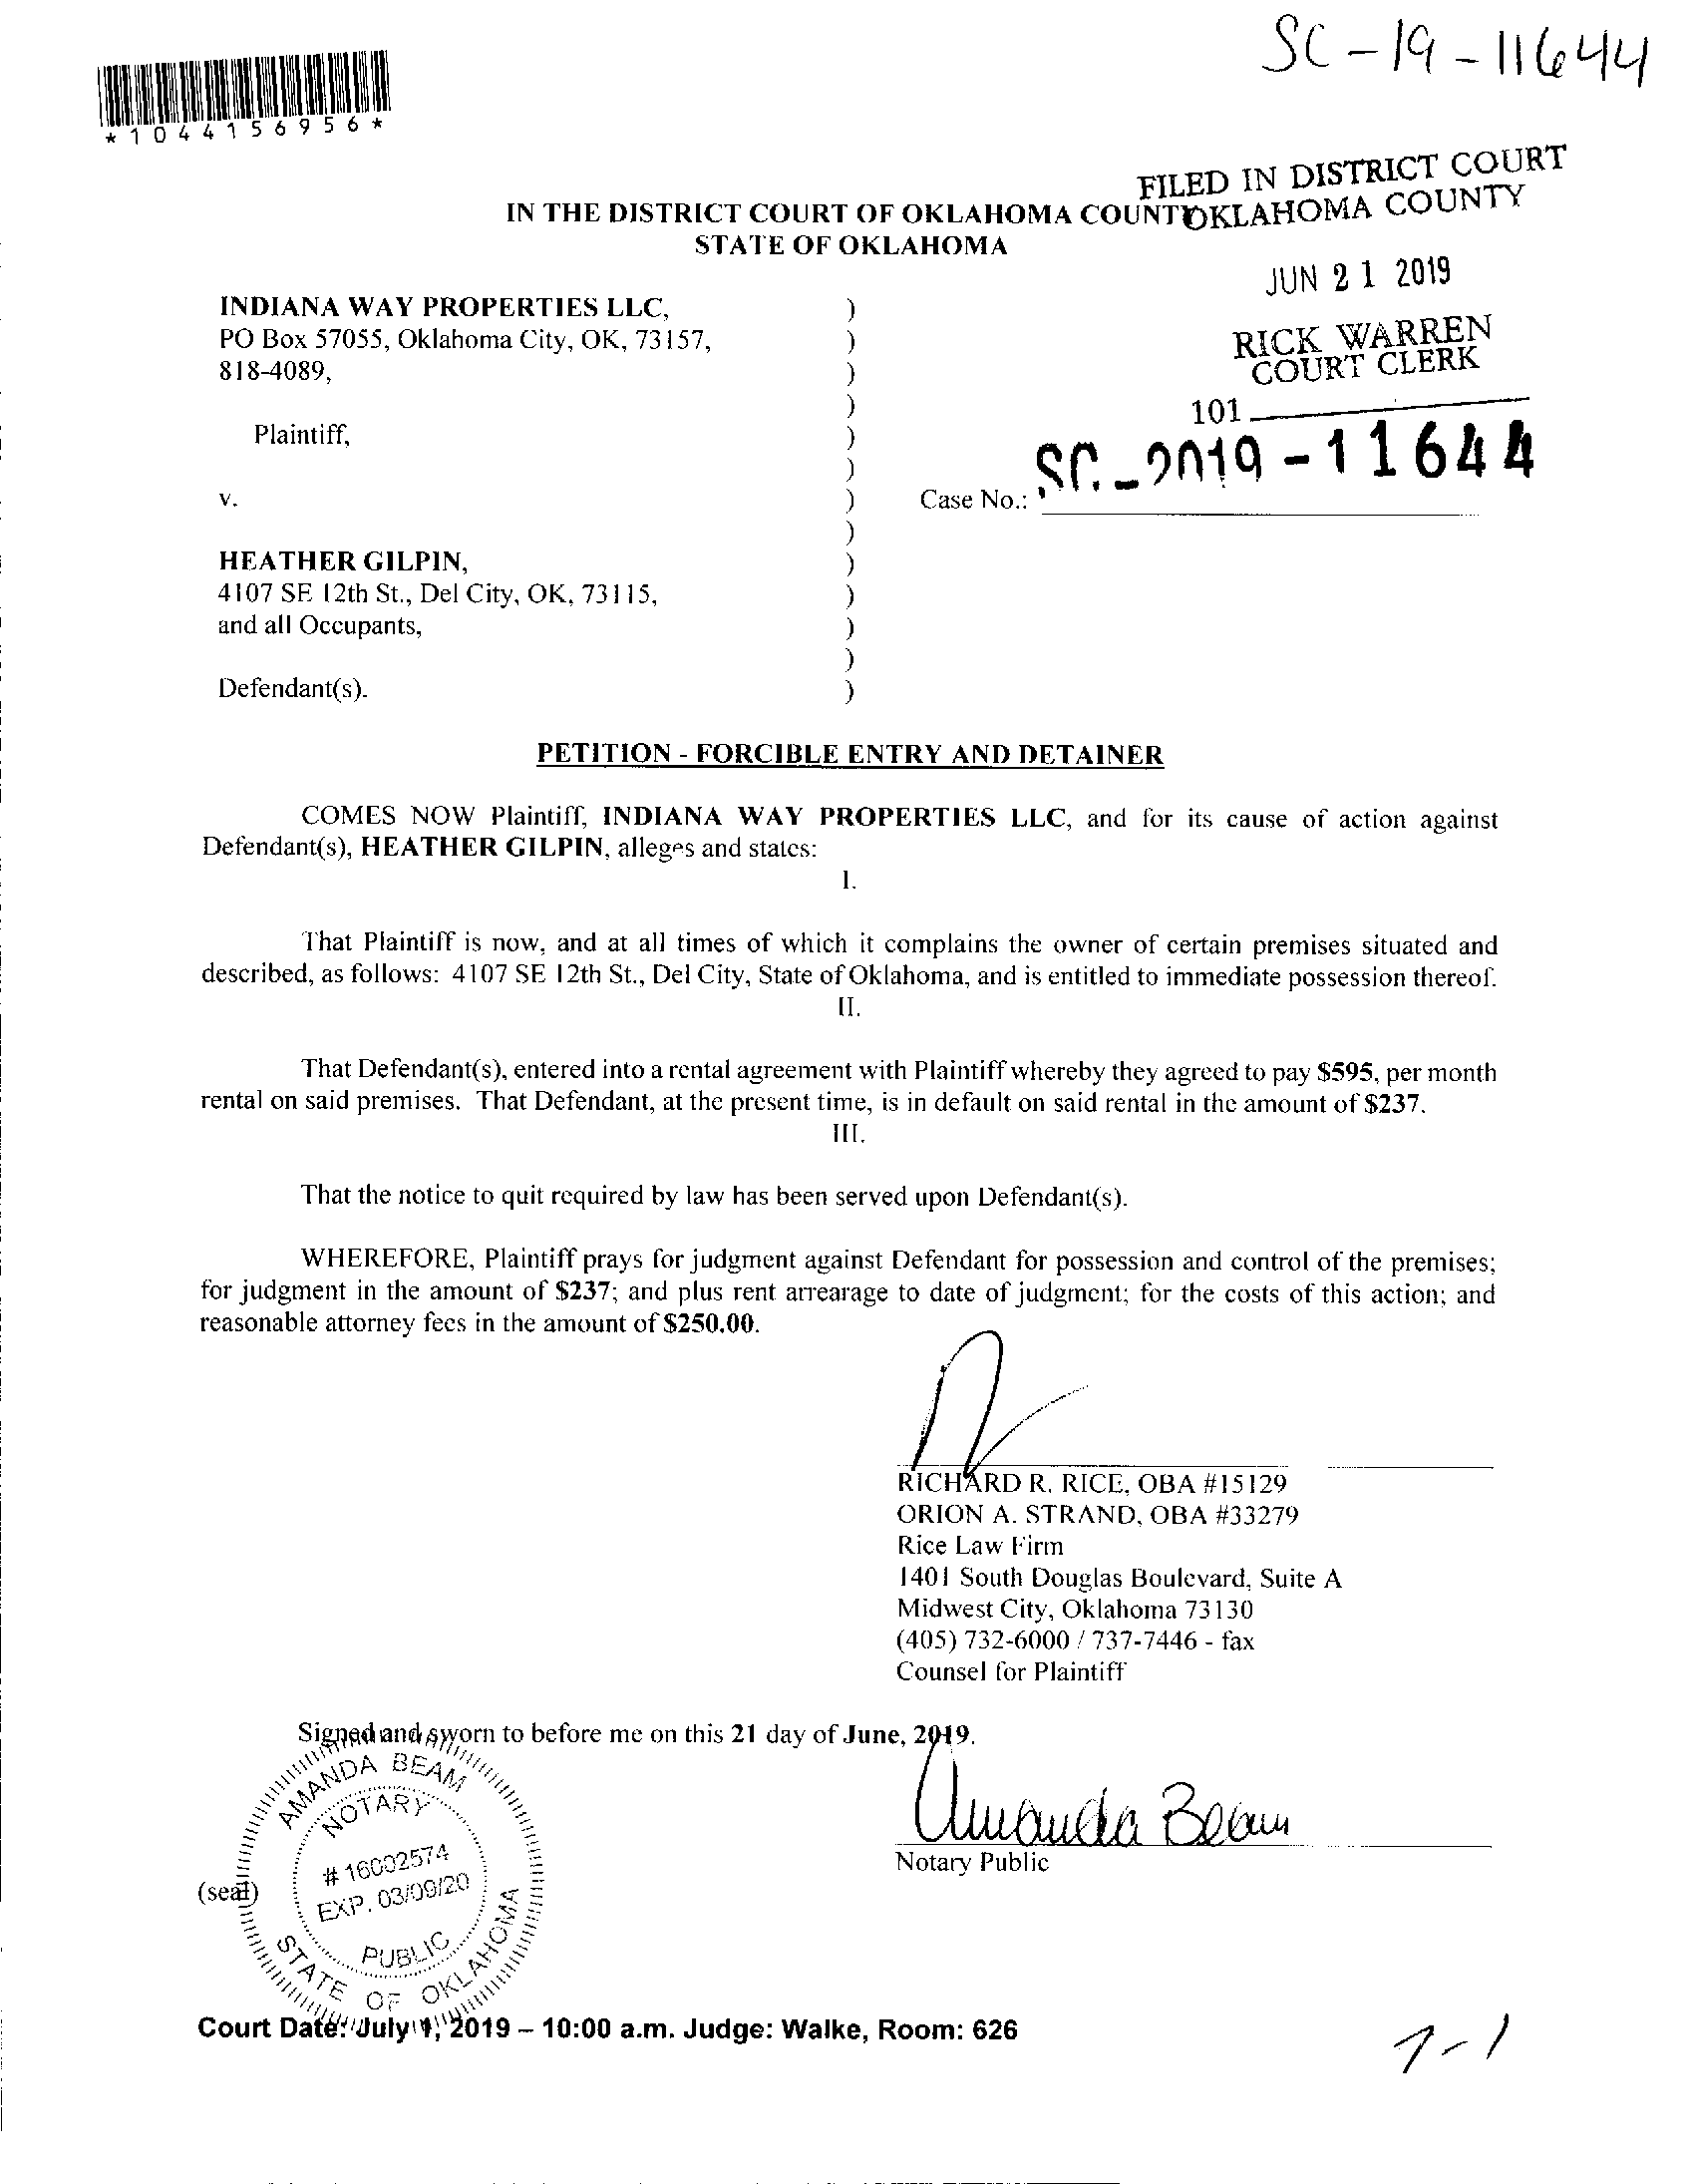 SC-19-11644
*1044156956*
FILED IN DISTRICT COURT
OKLAHOMA COUNTY
IN THE DISTRICT COURT OF OKLAHOMA COUNT
STATE OF OKLAHOMA
JUN 21 2019
RICK WARREN
COURT CLERK
101
INDIANA WAY PROPERTIES LLC, )
PO Box 57055, Oklahoma City, OK, 73157, )
818-4089, )
)
Plaintiff, )
)
v. ) Case No.: SC-2019-11644
)
HEATHER GILPIN, )
4107 SE 12th St., Del City, OK, 73115, )
and all Occupants, )
)
Defendant(s). )
PETITION - FORCIBLE ENTRY AND DETAINER
COMES NOW Plaintiff, INDIANA WAY PROPERTIES LLC, and for its cause of action against
Defendant(s), HEATHER GILPIN, alleges and states:
I.
That Plaintiff is now, and at all times of which it complains the owner of certain premises situated and
described, as follows: 4107 SE 12th St., Del City, State of Oklahoma, and is entitled to immediate possession thereof.
II.
That Defendant(s), entered into a rental agreement with Plaintiff whereby they agreed to pay $595, per month
rental on said premises. That Defendant, at the present time, is in default on said rental in the amount of $237.
III.
That the notice to quit required by law has been served upon Defendant(s).
WHEREFORE, Plaintiff prays for judgment against Defendant for possession and control of the premises;
for judgment in the amount of $237; and plus rent arrearage to date of judgment; for the costs of this action; and
reasonable attorney fees in the amount of $250.00.
RICHARD R. RICE, OBA #15129
ORION A. STRAND, OBA #33279
Rice Law Firm
1401 South Douglas Boulevard, Suite A
Midwest City, Oklahoma 73130
(405) 732-6000 / 737-7446 - fax
Counsel for Plaintiff
Signed and sworn to before me on this 21 day of June, 2019.
AMANDA BEAM
NOTARY
# 16002574
EXP. 03/09/20
PUBLIC
STATE OF OKLAHOMA
(seal)
Amanda Beam
Notary Public
Court Date: July 1, 2019 – 10:00 a.m. Judge: Walke, Room: 626
7-1